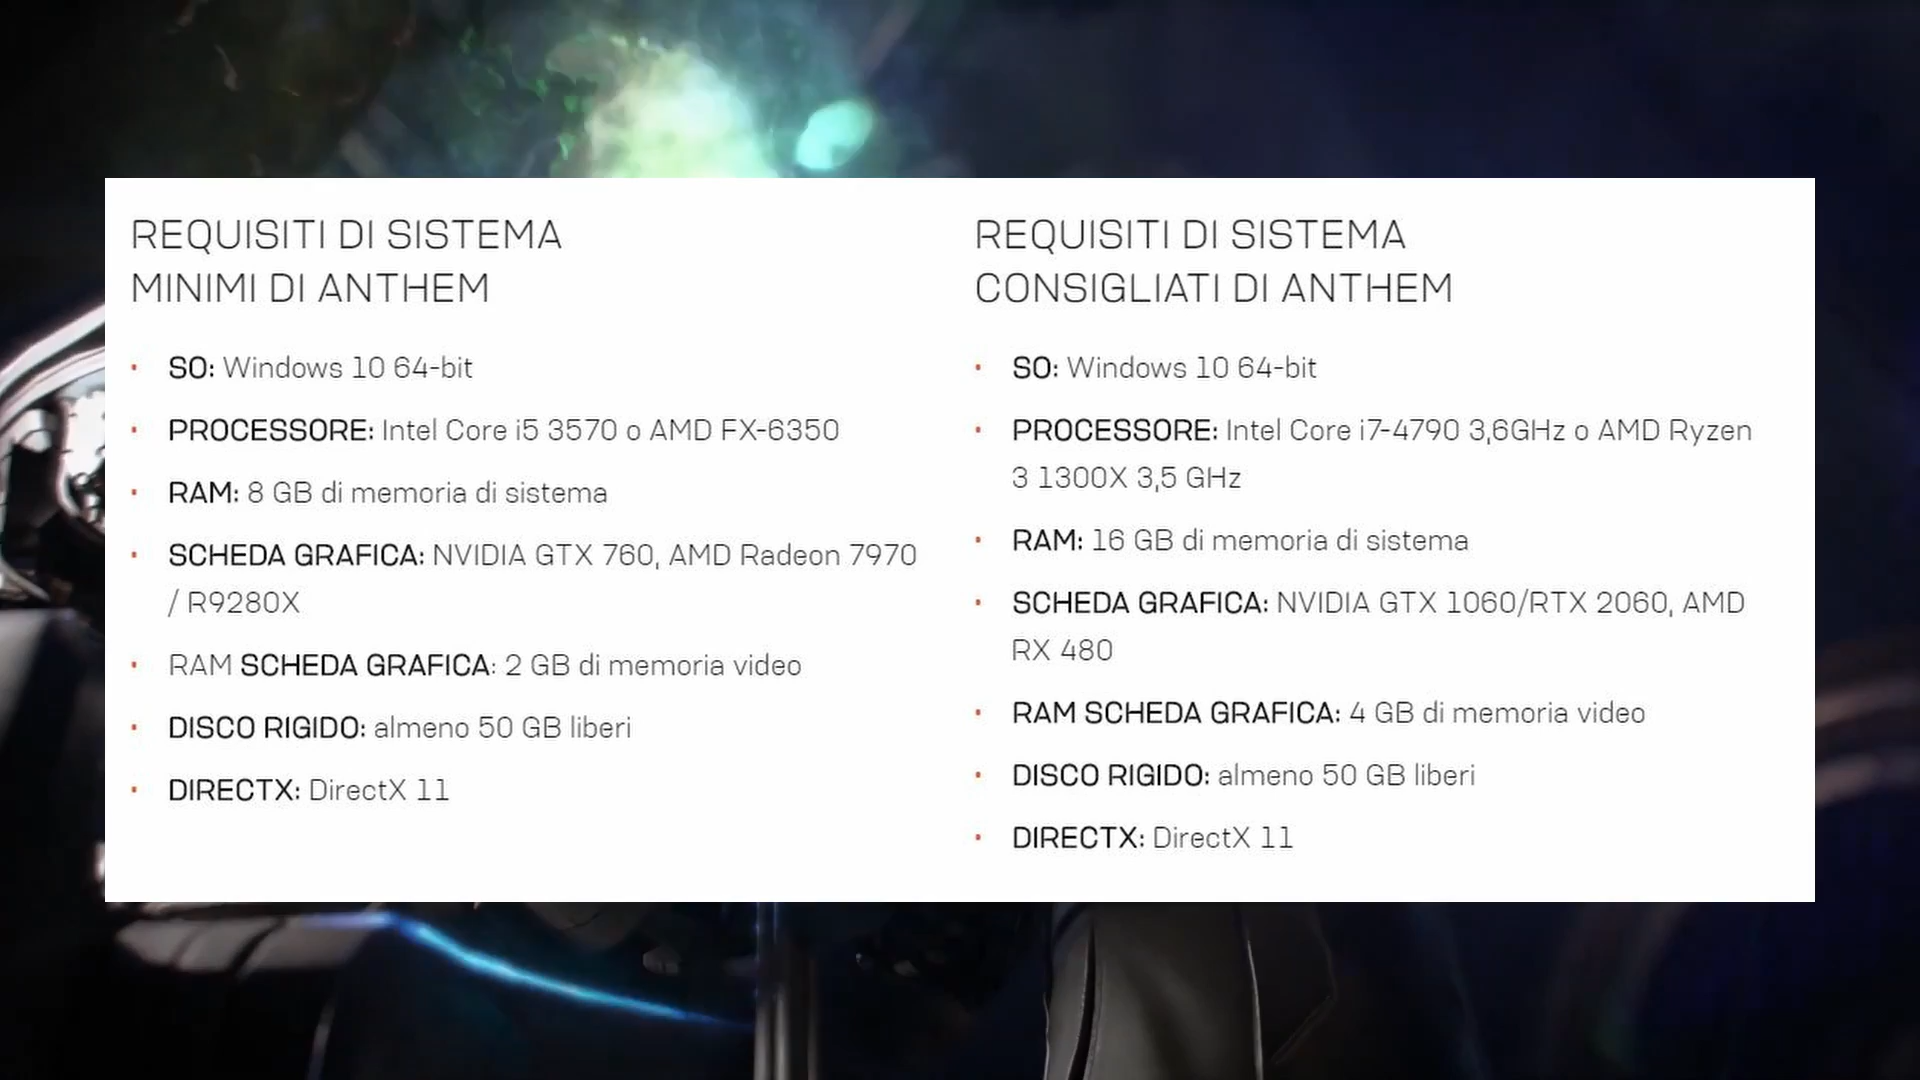 REQUISITI DI SISTEMA
MINIMI DI ANTHEM
• SO: Windows 10 64-bit
• PROCESSORE: Intel Core i5 3570 o AMD FX-6350
• RAM: 8 GB di memoria di sistema
• SCHEDA GRAFICA: NVIDIA GTX 760, AMD Radeon 7970
/ R9280X
• RAM SCHEDA GRAFICA: 2 GB di memoria video
• DISCO RIGIDO: almeno 50 GB liberi
• DIRECTX: DirectX 11
REQUISITI DI SISTEMA
CONSIGLIATI DI ANTHEM
• SO: Windows 10 64-bit
• PROCESSORE: Intel Core i7-4790 3,6GHz o AMD Ryzen
3 1300X 3,5 GHz
• RAM: 16 GB di memoria di sistema
• SCHEDA GRAFICA: NVIDIA GTX 1060/RTX 2060, AMD
RX 480
• RAM SCHEDA GRAFICA: 4 GB di memoria video
• DISCO RIGIDO: almeno 50 GB liberi
• DIRECTX: DirectX 11